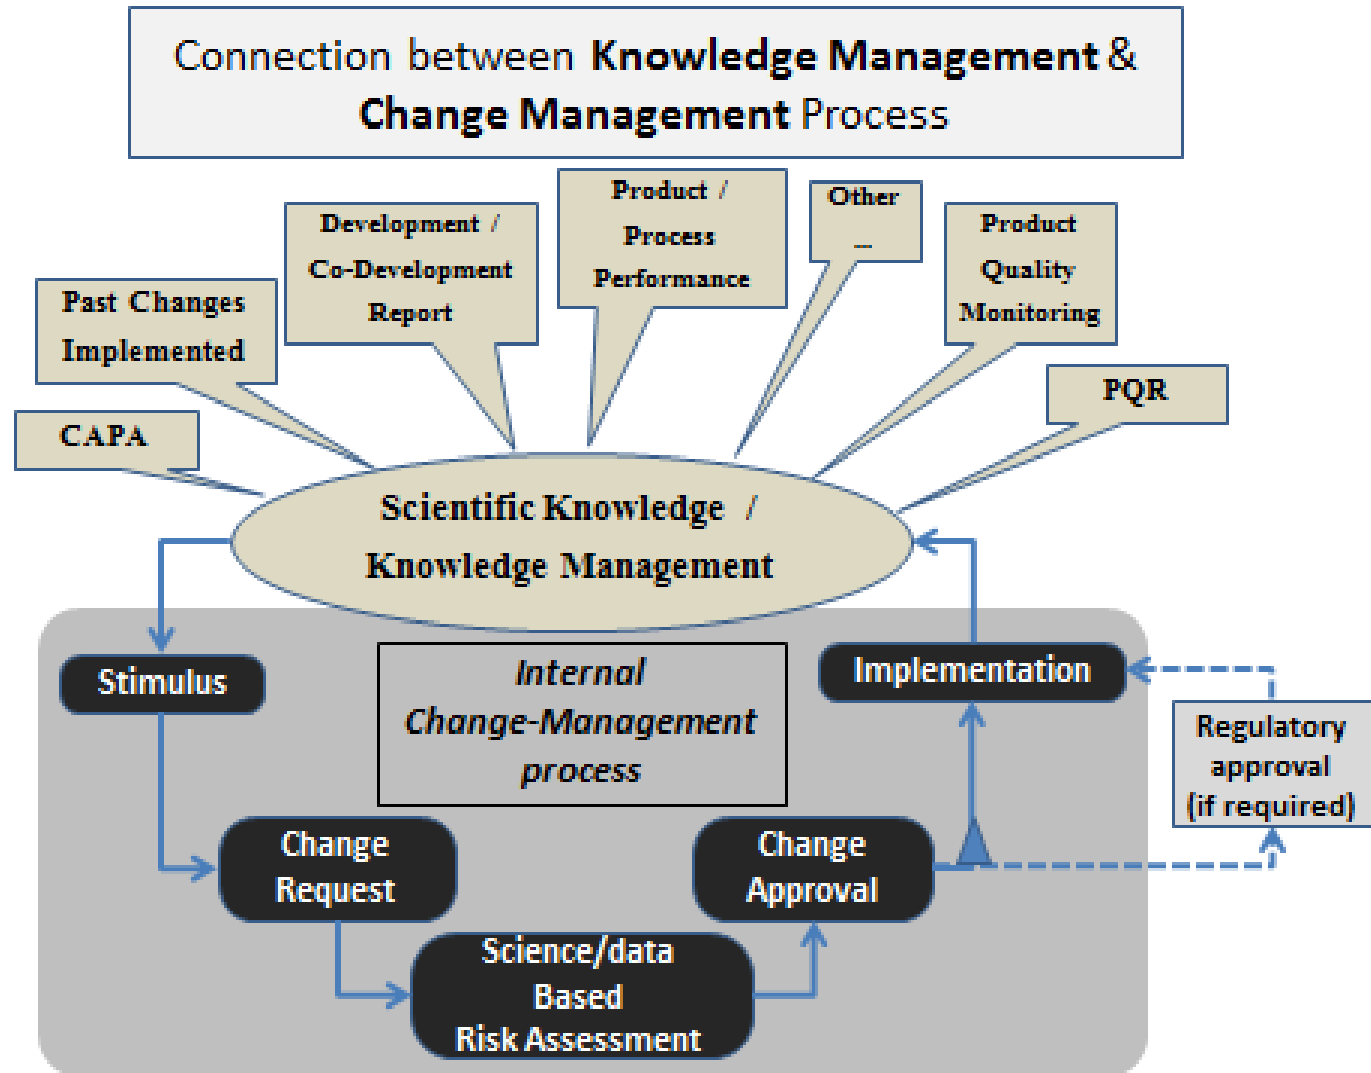 Connection between Knowledge Management &
Change Management Process
Product /
Process
Performance
Other
...
Development /
Co-Development
Report
Product
Quality
Monitoring
Past Changes
Implemented
PQR
CAPA
Scientific Knowledge /
Knowledge Management
Stimulus
Internal
Change-Management
process
Implementation
Regulatory
approval
(if required)
Change
Request
Change
Approval
Science/data
Based
Risk Assessment